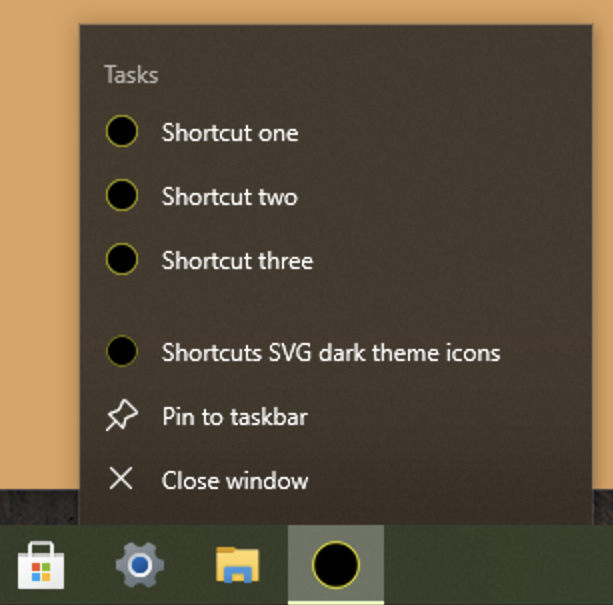 Tasks
Shortcut one
Shortcut two
Shortcut three
Shortcuts SVG dark theme icons
Pin to taskbar
Close window